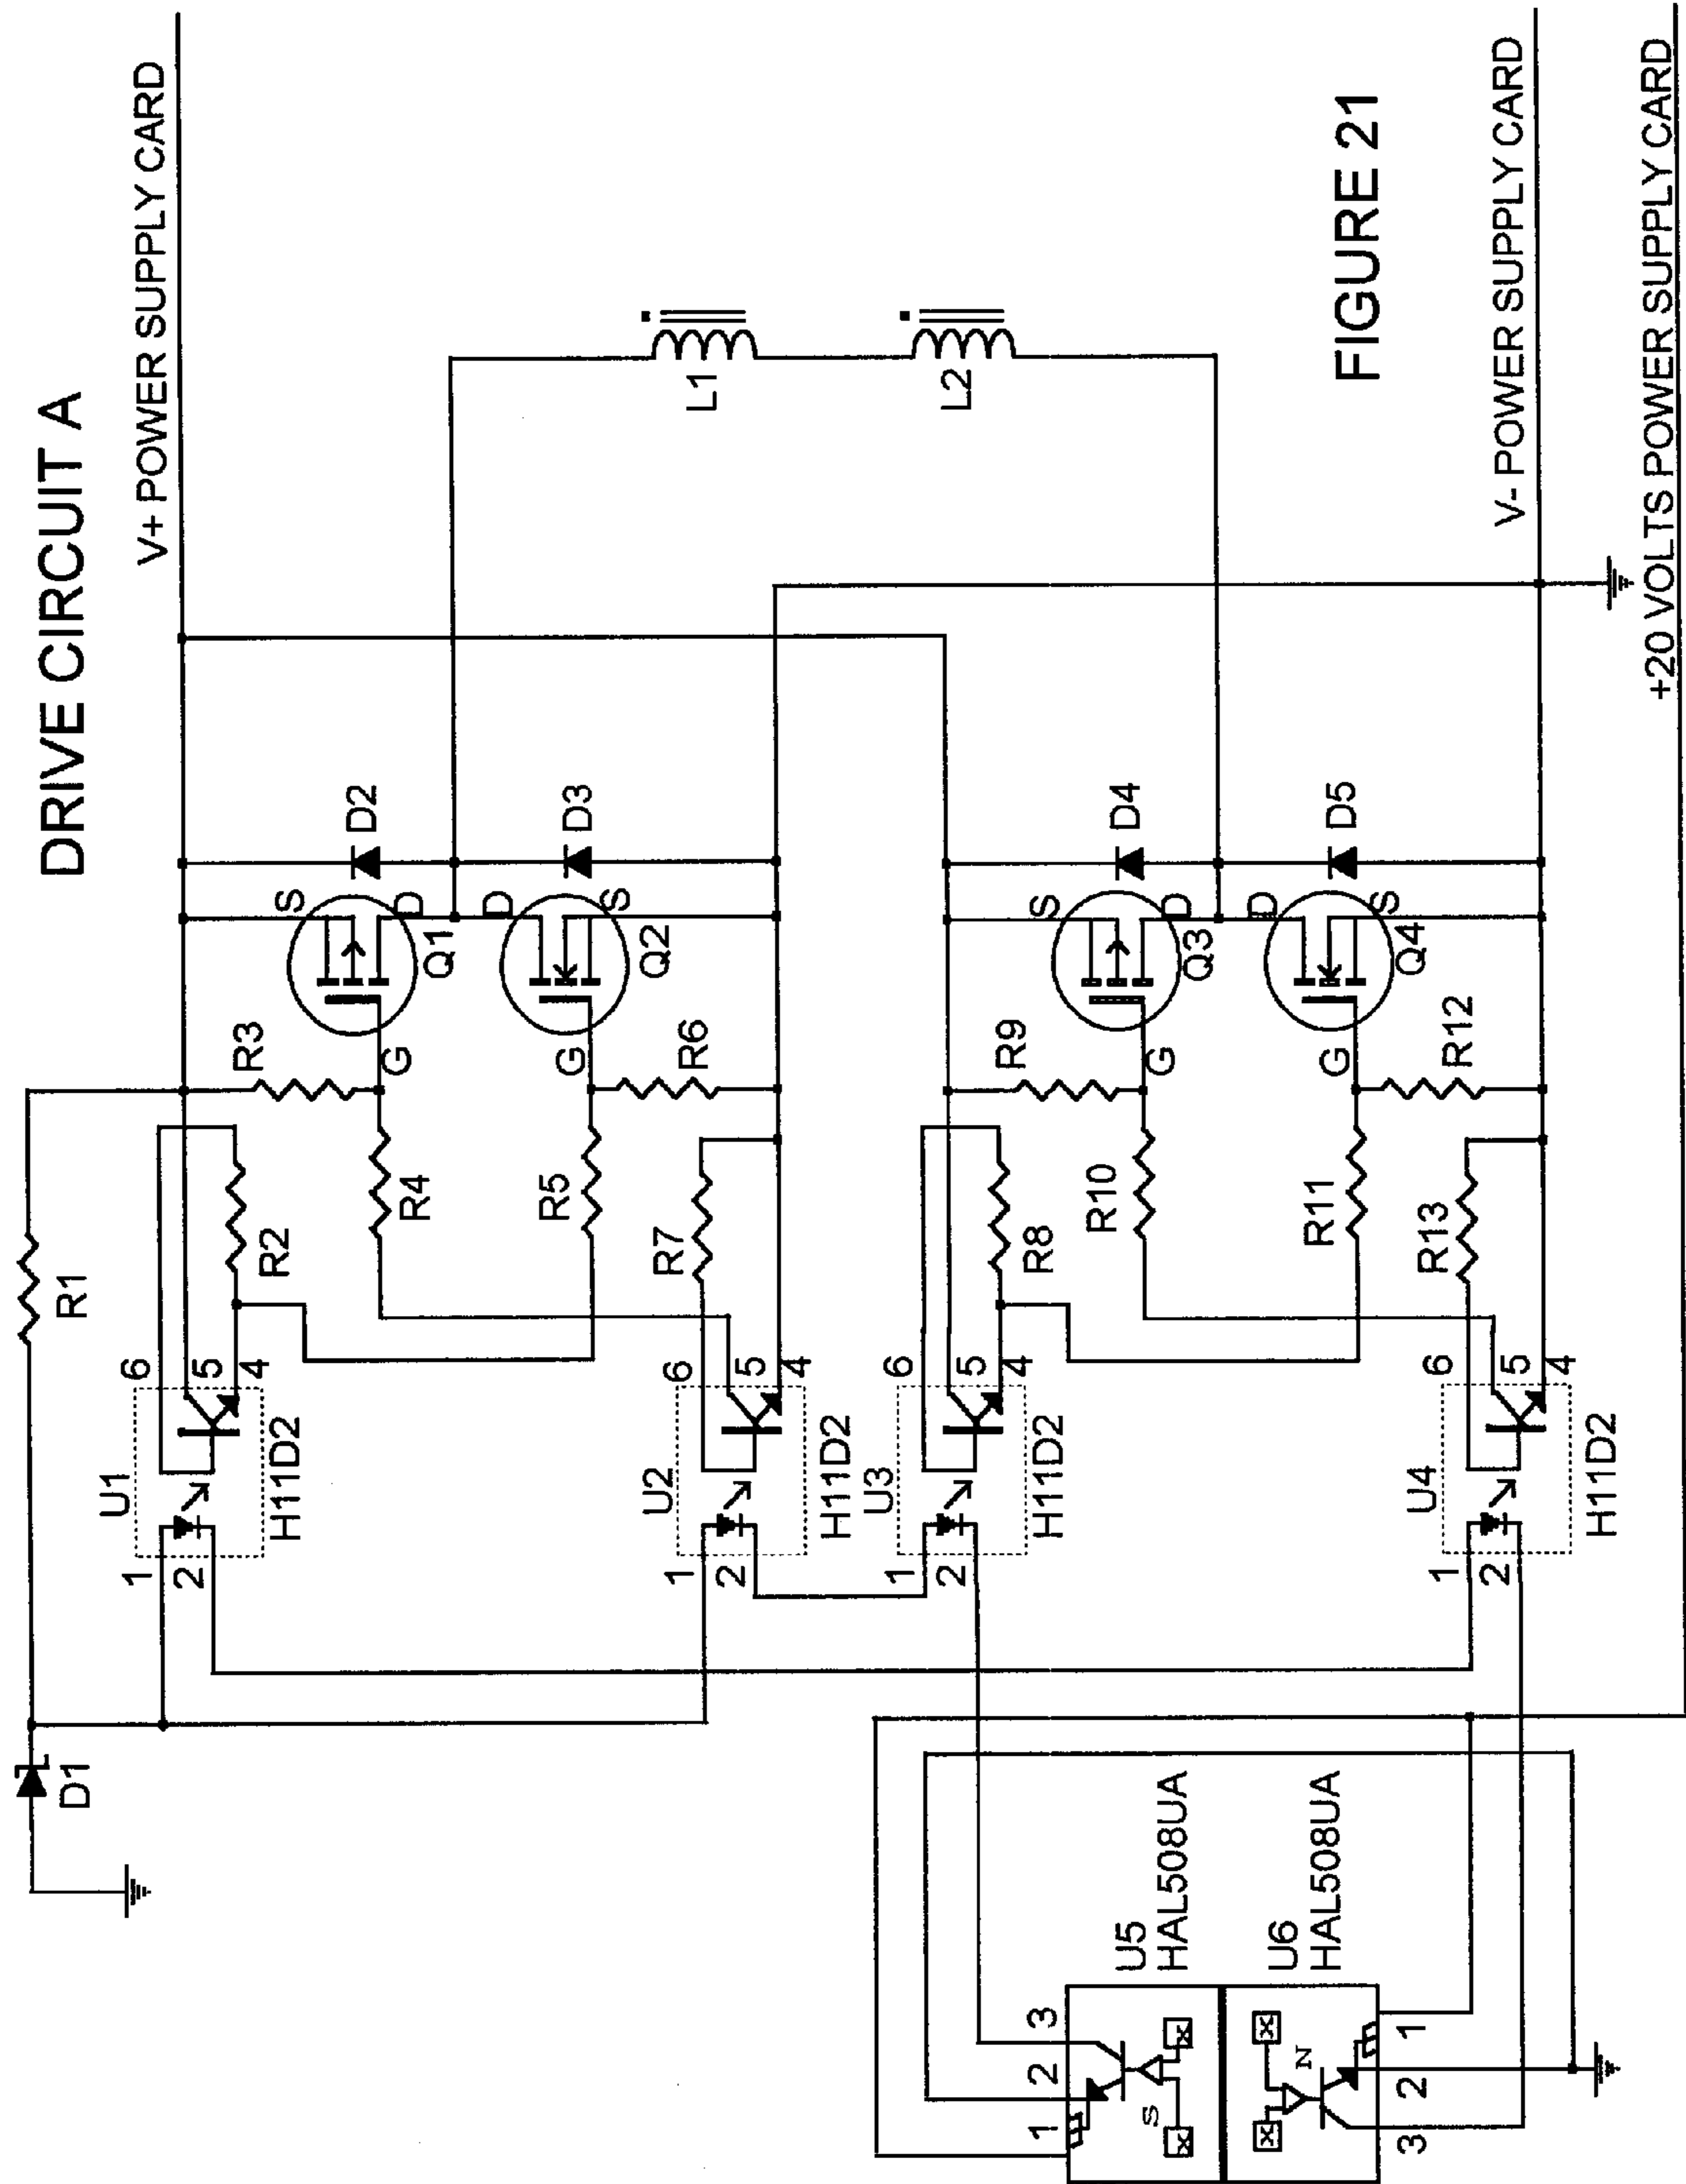 DRIVE CIRCUIT A
V+ POWER SUPPLY CARD
R1
D1
U1
1
2
6
5
4
H11D2
R2
R3
R4
G
S
D
Q1
D2
R5
G
D
S
Q2
D3
R6
R7
U2
1
2
6
5
4
H11D2
L1
L2
U3
1
2
6
5
4
H11D2
R8
R9
R10
G
S
D
Q3
D4
R11
G
D
S
Q4
D5
R12
R13
U4
1
2
6
5
4
H11D2
U5
HAL508UA
1
2
3
S
X
X
U6
HAL508UA
X
X
N
3
2
1
FIGURE 21
V- POWER SUPPLY CARD
+20 VOLTS POWER SUPPLY CARD